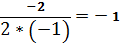 -2
2 * (-1) = - 1